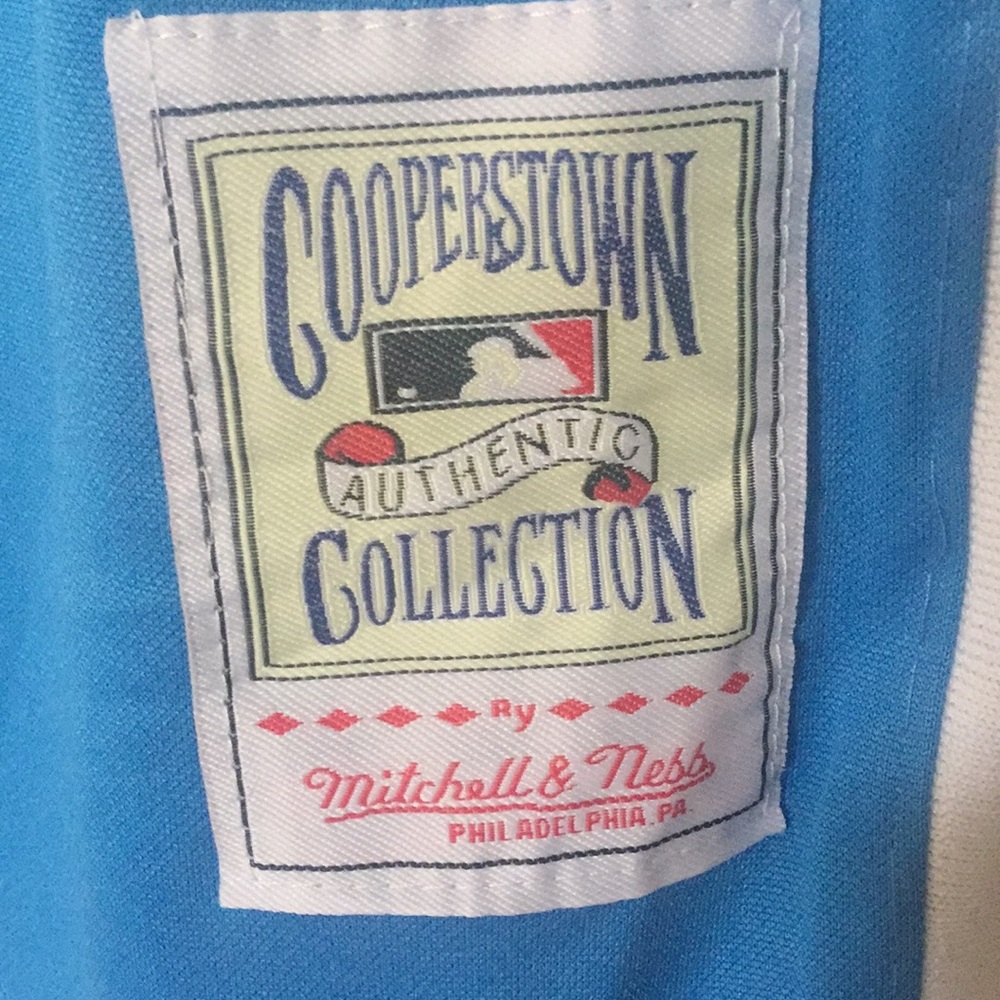 COOPERSTOWN
AUTHENTIC
COLLECTION
By
Mitchell & Ness
PHILADELPHIA.PA.